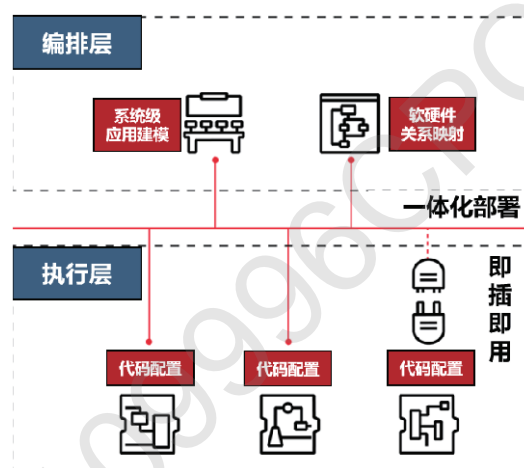 编排层
系统级
应用建模
软硬件
关系映射
一体化部署
执行层
即
插
即
用
代码配置
代码配置
代码配置